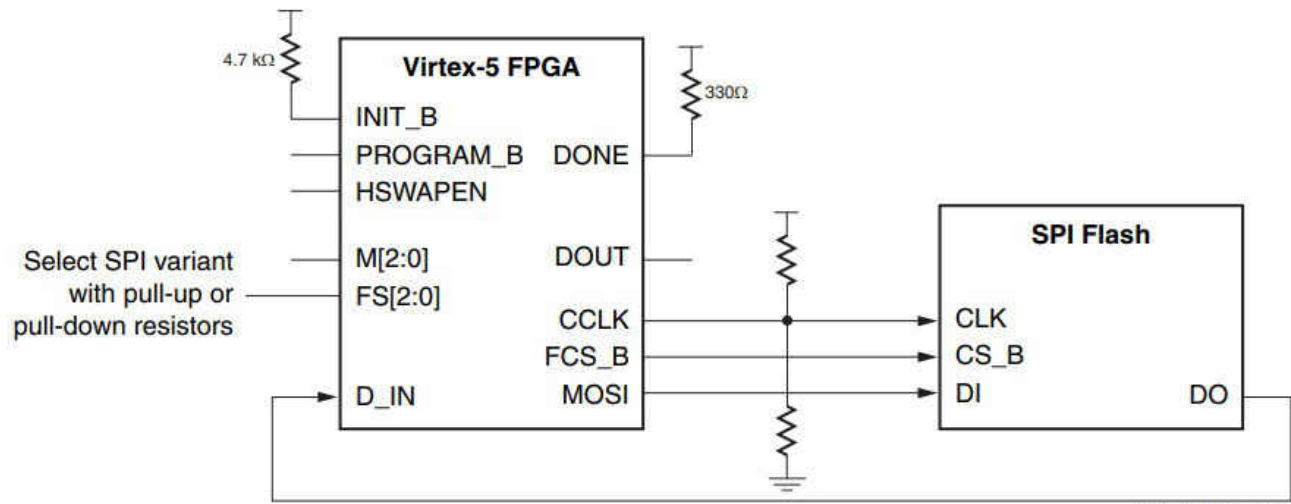 4.7 kΩ
Virtex-5 FPGA
330Ω
INIT_B
PROGRAM_B
DONE
HSWAPEN
SPI Flash
Select SPI variant
with pull-up or
pull-down resistors
M[2:0]
FS[2:0]
DOUT
CCLK
FCS_B
MOSI
D_IN
CLK
CS_B
DI
DO